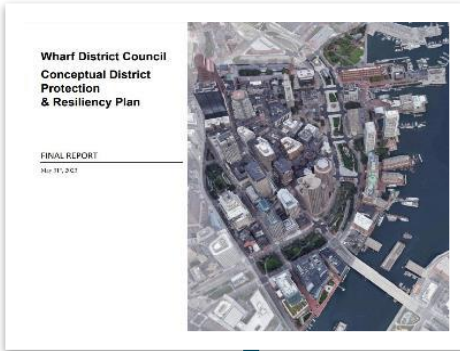 Wharf District Council
Conceptual District
Protection
& Resiliency Plan
FINAL REPORT